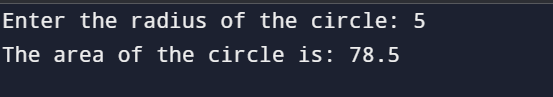 Enter the radius of the circle: 5
The area of the circle is: 78.5